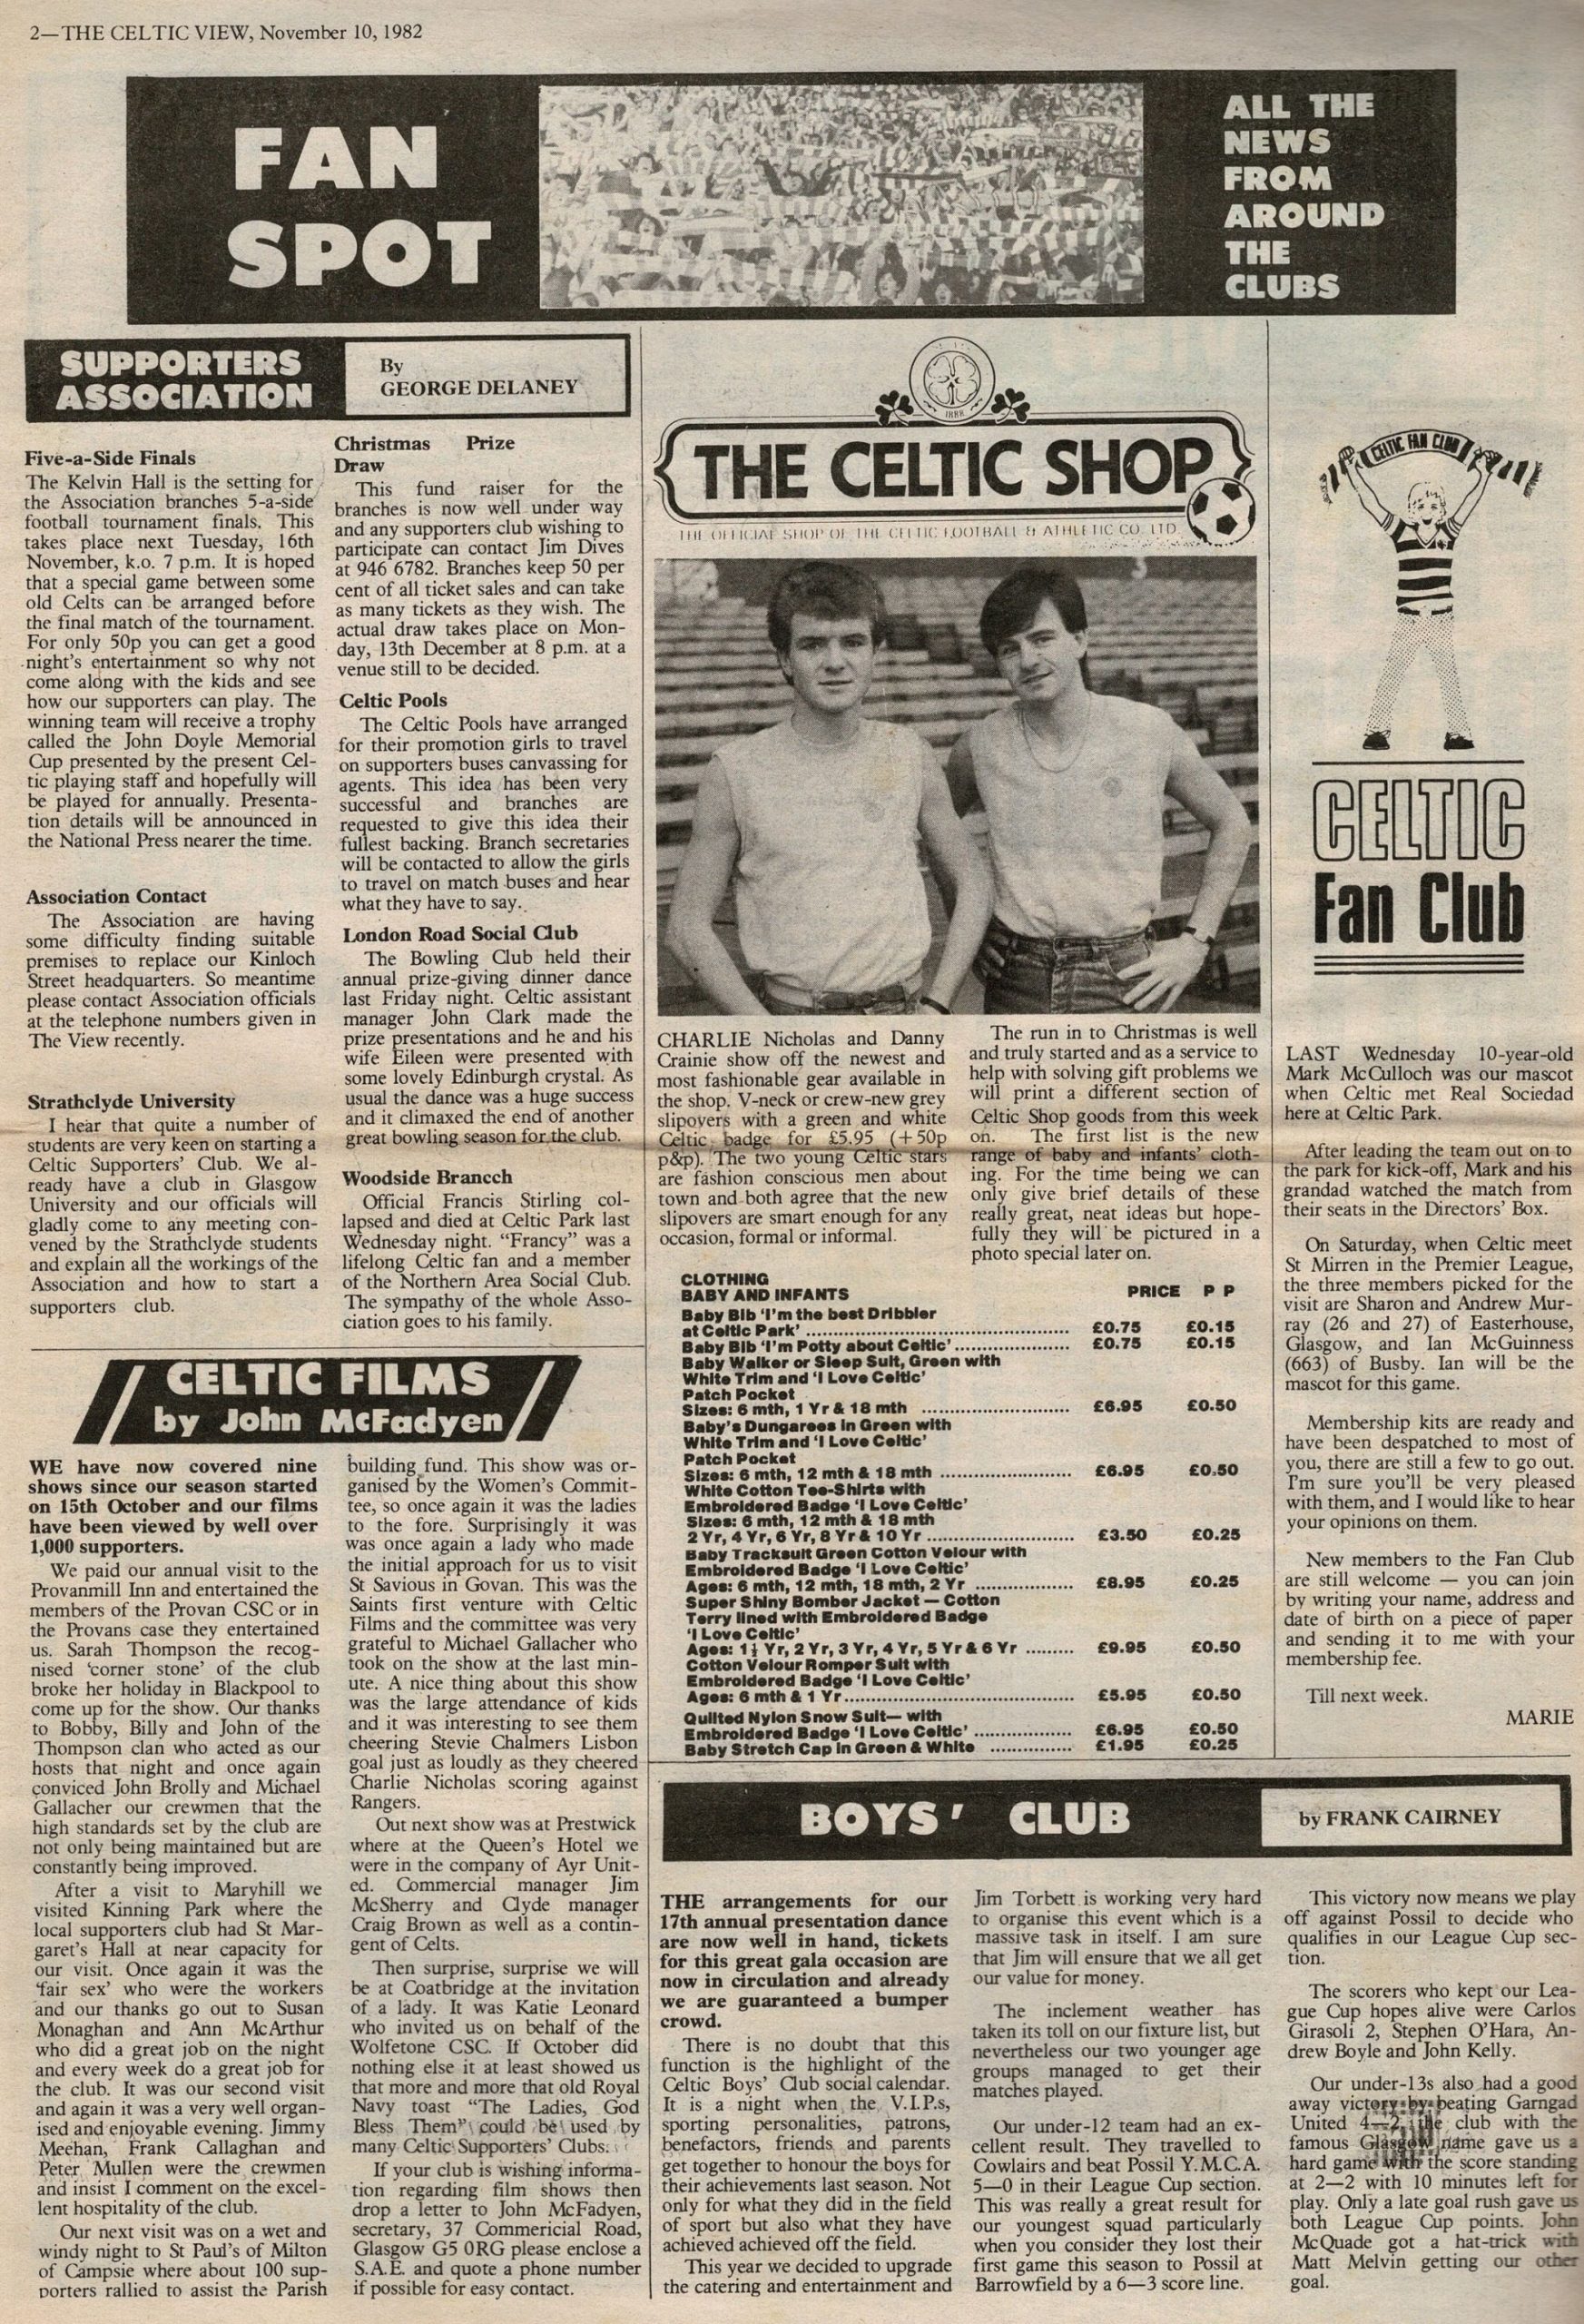 2—THE CELTIC VIEW, November 10, 1982
FAN
SPOT
ALL THE
NEWS
FROM
AROUND
THE
CLUBS
SUPPORTERS
ASSOCIATION
By
GEORGE DELANEY
Five-a-Side Finals
The Kelvin Hall is the setting for
the Association branches 5-a-side
football tournament finals. This
takes place next Tuesday, 16th
November, k.o. 7 p.m. It is hoped
that a special game between some
old Celts can be arranged before
the final match of the tournament.
For only 50p you can get a good
night's entertainment so why not
come along with the kids and see
how our supporters can play. The
winning team will receive a trophy
called the John Doyle Memorial
Cup presented by the present Cel-
tic playing staff and hopefully will
be played for annually. Presenta-
tion details will be announced in
the National Press nearer the time.
Association Contact
The Association are having
some difficulty finding suitable
premises to replace our Kinloch
Street headquarters. So meantime
please contact Association officials
at the telephone numbers given in
The View recently.
Strathclyde University
I hear that quite a number of
students are very keen on starting a
Celtic Supporters' Club. We al-
ready have a club in Glasgow
University and our officials will
gladly come to any meeting con-
vened by the Strathclyde students
and explain all the workings of the
Association and how to start a
supporters club.
Christmas Prize
Draw
This fund raiser for the
branches is now well under way
and any supporters club wishing to
participate can contact Jim Dives
at 946 6782. Branches keep 50 per
cent of all ticket sales and can take
as many tickets as they wish. The
actual draw takes place on Mon-
day, 13th December at 8 p.m. at a
venue still to be decided.
Celtic Pools
The Celtic Pools have arranged
for their promotion girls to travel
on supporters buses canvassing for
agents. This idea has been very
successful and branches are
requested to give this idea their
fullest backing. Branch secretaries
will be contacted to allow the girls
to travel on match buses and hear
what they have to say.
London Road Social Club
The Bowling Club held their
annual prize-giving dinner dance
last Friday night. Celtic assistant
manager John Clark made the
prize presentations and he and his
wife Eileen were presented with
some lovely Edinburgh crystal. As
usual the dance was a huge success
and it climaxed the end of another
great bowling season for the club.
Woodside Brancch
Official Francis Stirling col-
lapsed and died at Celtic Park last
Wednesday night. “Francy” was a
lifelong Celtic fan and a member
of the Northern Area Social Club.
The sympathy of the whole Asso-
ciation goes to his family.
CELTIC FILMS
by John McFadyen
WE have now covered nine
shows since our season started
on 15th October and our films
have been viewed by well over
1,000 supporters.
We paid our annual visit to the
Provanmill Inn and entertained the
members of the Provan CSC or in
the Provans case they entertained
us. Sarah Thompson the recog-
nised ‘corner stone’ of the club
broke her holiday in Blackpool to
come up for the show. Our thanks
to Bobby, Billy and John of the
Thompson clan who acted as our
hosts that night and once again
conviced John Brolly and Michael
Gallacher our crewmen that the
high standards set by the club are
not only being maintained but are
constantly being improved.
After a visit to Maryhill we
visited Kinning Park where the
local supporters club had St Mar-
garet's Hall at near capacity for
our visit. Once again it was the
‘fair sex’ who were the workers
and our thanks go out to Susan
Monaghan and Ann McArthur
who did a great job on the night
and every week do a great job for
the club. It was our second visit
and again it was a very well organ-
ised and enjoyable evening. Jimmy
Meehan, Frank Callaghan and
Peter Mullen were the crewmen
and insist I comment on the excel-
lent hospitality of the club.
Our next visit was on a wet and
windy night to St Paul's of Milton
of Campsie where about 100 sup-
porters rallied to assist the Parish
building fund. This show was or-
ganised by the Women's Commit-
tee, so once again it was the ladies
to the fore. Surprisingly it was
was once again a lady who made
the initial approach for us to visit
St Savious in Govan. This was the
Saints first venture with Celtic
Films and the committee was very
grateful to Michael Gallacher who
took on the show at the last min-
ute. A nice thing about this show
was the large attendance of kids
and it was interesting to see them
cheering Stevie Chalmers Lisbon
goal just as loudly as they cheered
Charlie Nicholas scoring against
Rangers.
Out next show was at Prestwick
where at the Queen's Hotel we
were in the company of Ayr Unit-
ed. Commercial manager Jim
McSherry and Clyde manager
Craig Brown as well as a contin-
gent of Celts.
Then surprise, surprise we will
be at Coatbridge at the invitation
of a lady. It was Katie Leonard
who invited us on behalf of the
Wolfetone CSC. If October did
nothing else it at least showed us
that more and more that old Royal
Navy toast “The Ladies, God
Bless Them” could be used by
many Celtic Supporters' Clubs.
If your club is wishing informa-
tion regarding film shows then
drop a letter to John McFadyen,
secretary, 37 Commericial Road,
Glasgow G5 0RG please enclose a
S.A.E. and quote a phone number
if possible for easy contact.
1888
THE CELTIC SHOP
THE OFFICIAL SHOP OF THE CELTIC FOOTBALL & ATHLETIC CO. LTD.
CHARLIE Nicholas and Danny
Crainie show off the newest and
most fashionable gear available in
the shop. V-neck or crew-new grey
slipovers with a green and white
Celtic badge for £5.95 (+50p
p&p). The two young Celtic stars
are fashion conscious men about
town and both agree that the new
slipovers are smart enough for any
occasion, formal or informal.
The run in to Christmas is well
and truly started and as a service to
help with solving gift problems we
will print a different section of
Celtic Shop goods from this week
on. The first list is the new
range of baby and infants' cloth-
ing. For the time being we can
only give brief details of these
really great, neat ideas but hope-
fully they will be pictured in a
photo special later on.
CLOTHING
BABY AND INFANTS PRICE P P
Baby Bib ‘I'm the best Dribbler
at Celtic Park’ ........ £0.75 £0.15
Baby Bib ‘I'm Potty about Celtic’ ........ £0.75 £0.15
Baby Walker or Sleep Suit, Green with
White Trim and ‘I Love Celtic’
Patch Pocket
Sizes: 6 mth, 1 Yr & 18 mth ........ £6.95 £0.50
Baby's Dungarees in Green with
White Trim and ‘I Love Celtic’
Patch Pocket
Sizes: 6 mth, 12 mth & 18 mth ........ £6.95 £0.50
White Cotton Tee-Shirts with
Embroidered Badge ‘I Love Celtic’
Sizes: 6 mth, 12 mth & 18 mth
2 Yr, 4 Yr, 6 Yr, 8 Yr & 10 Yr ........ £3.50 £0.25
Baby Tracksuit Green Cotton Velour with
Embroidered Badge ‘I Love Celtic’
Ages: 6 mth, 12 mth, 18 mth, 2 Yr ........ £8.95 £0.25
Super Shiny Bomber Jacket — Cotton
Terry lined with Embroidered Badge
‘I Love Celtic’
Ages: 1½ Yr, 2 Yr, 3 Yr, 4 Yr, 5 Yr & 6 Yr ........ £9.95 £0.50
Cotton Velour Romper Suit with
Embroidered Badge ‘I Love Celtic’
Ages: 6 mth & 1 Yr ........ £5.95 £0.50
Quilted Nylon Snow Suit— with
Embroidered Badge ‘I Love Celtic’ ........ £6.95 £0.50
Baby Stretch Cap in Green & White ........ £1.95 £0.25
CELTIC FAN CLUB
CELTIC
Fan Club
LAST Wednesday 10-year-old
Mark McCulloch was our mascot
when Celtic met Real Sociedad
here at Celtic Park.
After leading the team out on to
the park for kick-off, Mark and his
grandad watched the match from
their seats in the Directors' Box.
On Saturday, when Celtic meet
St Mirren in the Premier League,
the three members picked for the
visit are Sharon and Andrew Mur-
ray (26 and 27) of Easterhouse,
Glasgow, and Ian McGuinness
(663) of Busby. Ian will be the
mascot for this game.
Membership kits are ready and
have been despatched to most of
you, there are still a few to go out.
I'm sure you'll be very pleased
with them, and I would like to hear
your opinions on them.
New members to the Fan Club
are still welcome — you can join
by writing your name, address and
date of birth on a piece of paper
and sending it to me with your
membership fee.
Till next week.
MARIE
BOYS' CLUB
by FRANK CAIRNEY
THE arrangements for our
17th annual presentation dance
are now well in hand, tickets
for this great gala occasion are
now in circulation and already
we are guaranteed a bumper
crowd.
There is no doubt that this
function is the highlight of the
Celtic Boys' Club social calendar.
It is a night when the V.I.P.s,
sporting personalities, patrons,
benefactors, friends and parents
get together to honour the boys for
their achievements last season. Not
only for what they did in the field
of sport but also what they have
achieved achieved off the field.
This year we decided to upgrade
the catering and entertainment and
Jim Torbett is working very hard
to organise this event which is a
massive task in itself. I am sure
that Jim will ensure that we all get
our value for money.
The inclement weather has
taken its toll on our fixture list, but
nevertheless our two younger age
groups managed to get their
matches played.
Our under-12 team had an ex-
cellent result. They travelled to
Cowlairs and beat Possil Y.M.C.A.
5—0 in their League Cup section.
This was really a great result for
our youngest squad particularly
when you consider they lost their
first game this season to Possil at
Barrowfield by a 6—3 score line.
This victory now means we play
off against Possil to decide who
qualifies in our League Cup sec-
tion.
The scorers who kept our Lea-
gue Cup hopes alive were Carlos
Girasoli 2, Stephen O'Hara, An-
drew Boyle and John Kelly.
Our under-13s also had a good
away victory by beating Garngad
United 4—2, the club with the
famous Glasgow name gave us a
hard game with the score standing
at 2—2 with 10 minutes left for
play. Only a late goal rush gave us
both League Cup points. John
McQuade got a hat-trick with
Matt Melvin getting our other
goal.